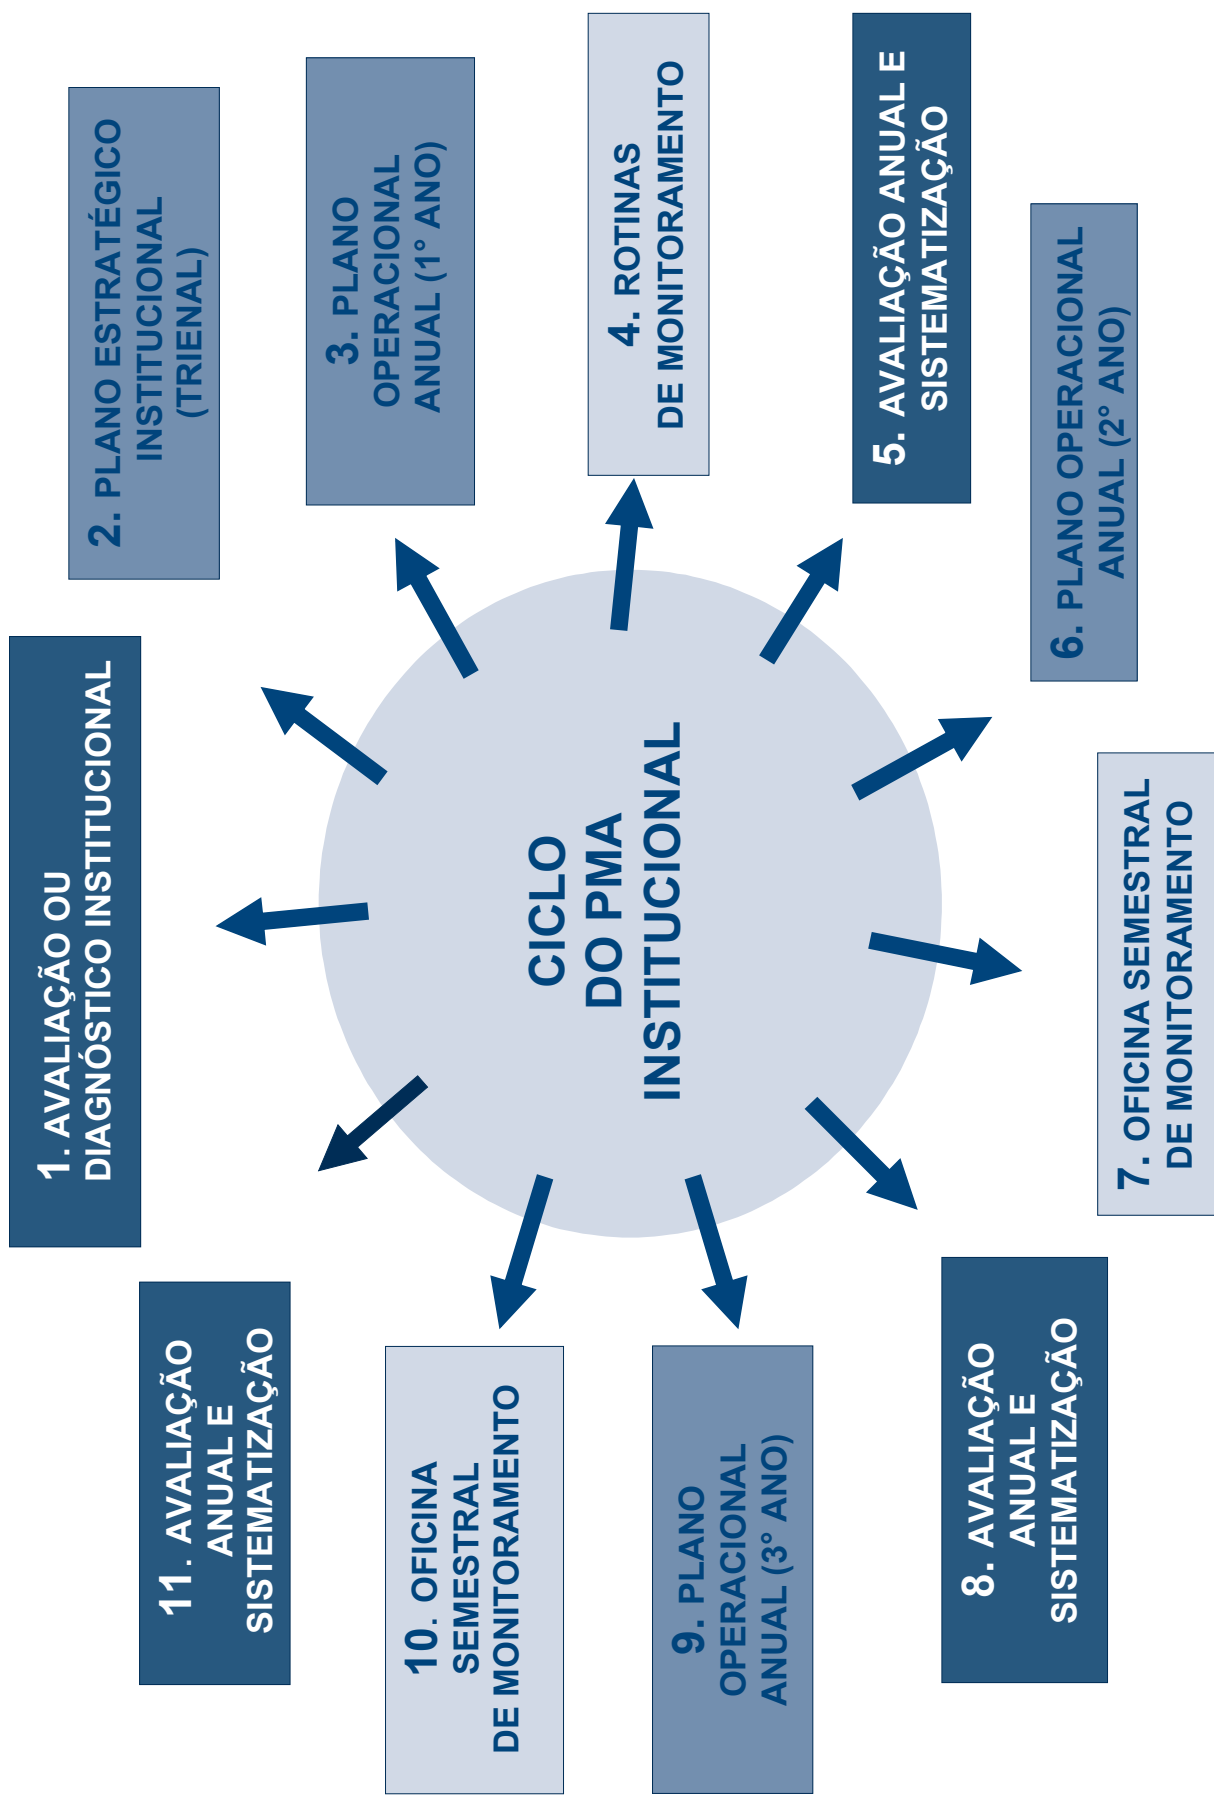 1. AVALIAÇÃO OU
DIAGNÓSTICO INSTITUCIONAL
2. PLANO ESTRATÉGICO
INSTITUCIONAL
(TRIENAL)
3. PLANO
OPERACIONAL
ANUAL (1° ANO)
4. ROTINAS
DE MONITORAMENTO
5. AVALIAÇÃO ANUAL E
SISTEMATIZAÇÃO
6. PLANO OPERACIONAL
ANUAL (2° ANO)
7. OFICINA SEMESTRAL
DE MONITORAMENTO
8. AVALIAÇÃO
ANUAL E
SISTEMATIZAÇÃO
9. PLANO
OPERACIONAL
ANUAL (3° ANO)
10. OFICINA
SEMESTRAL
DE MONITORAMENTO
11. AVALIAÇÃO
ANUAL E
SISTEMATIZAÇÃO
CICLO
DO PMA
INSTITUCIONAL